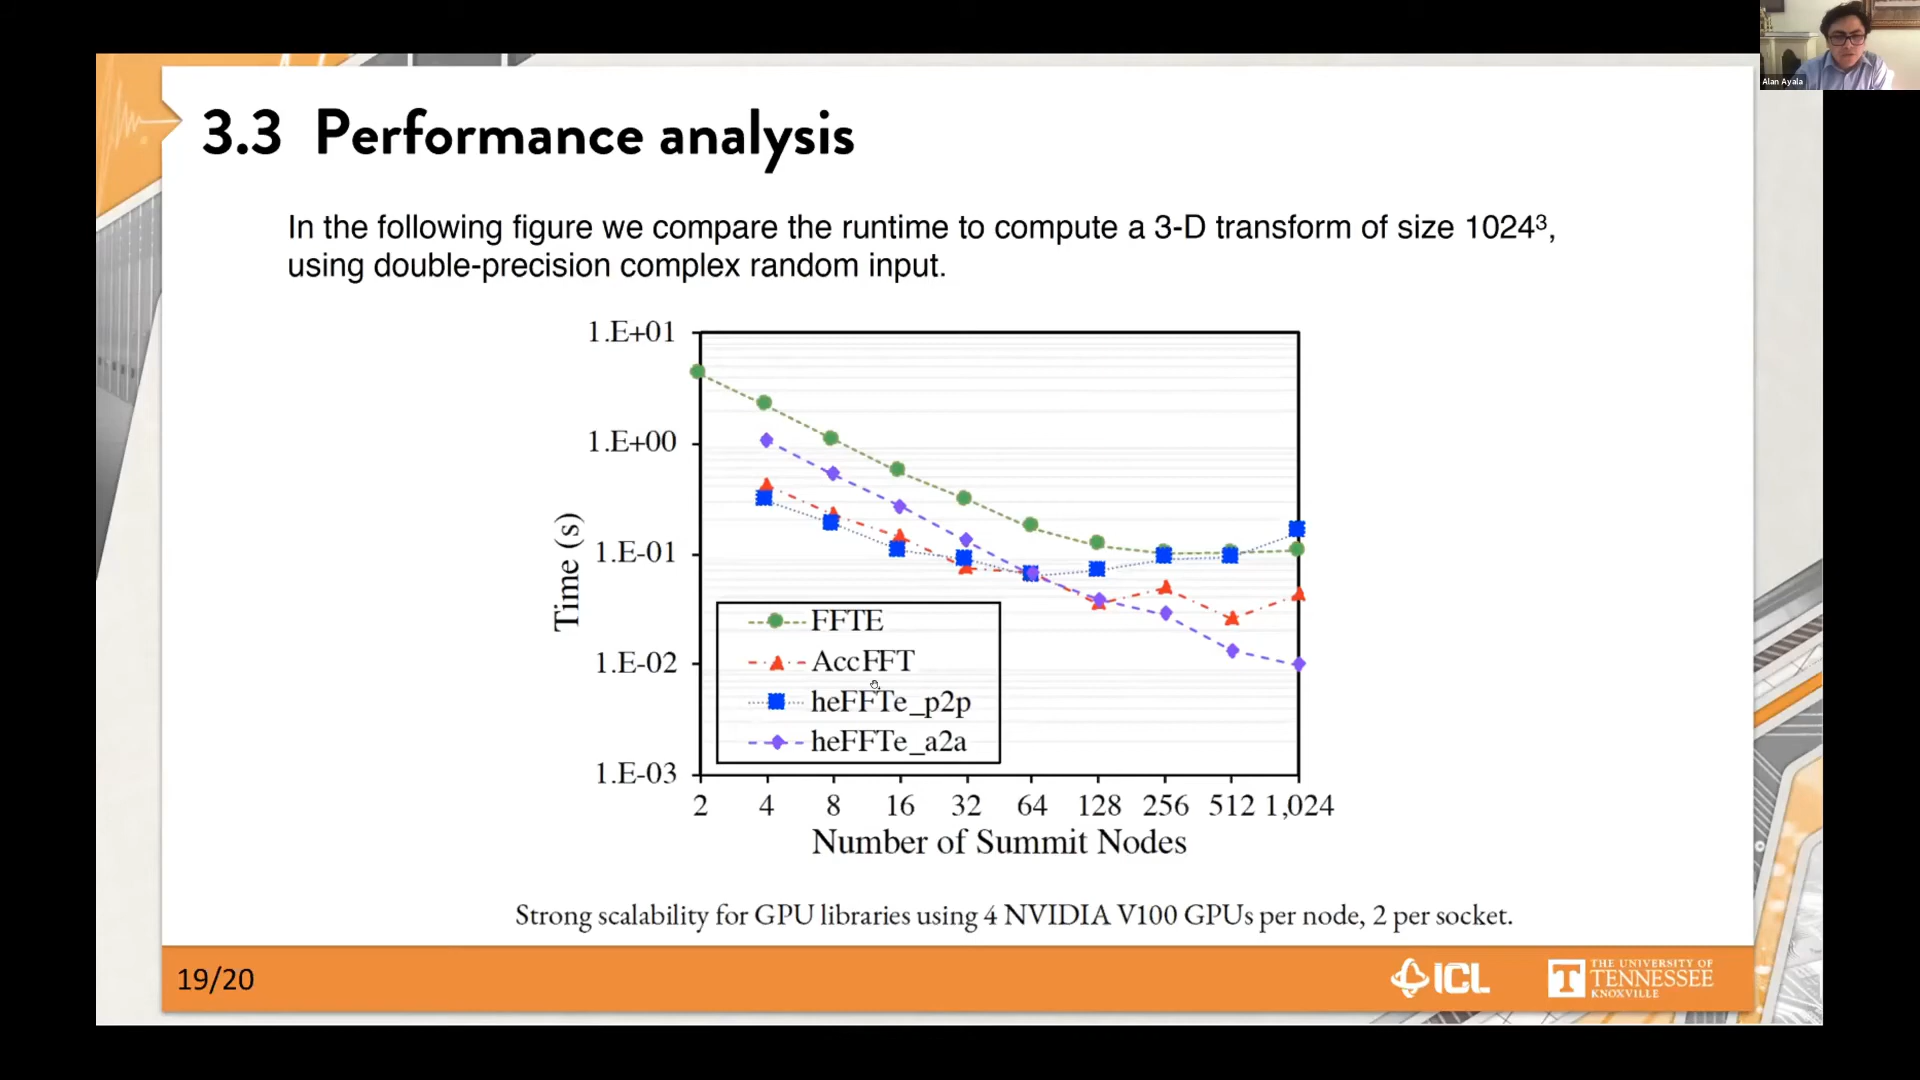 Alan Ayala
3.3 Performance analysis
In the following figure we compare the runtime to compute a 3-D transform of size 1024³,
using double-precision complex random input.
1.E+01
1.E+00
1.E-01
1.E-02
1.E-03
Time (s)
FFTE
AccFFT
heFFTe_p2p
heFFTe_a2a
2 4 8 16 32 64 128 256 512 1,024
Number of Summit Nodes
Strong scalability for GPU libraries using 4 NVIDIA V100 GPUs per node, 2 per socket.
19/20
ICL
T
THE UNIVERSITY OF
TENNESSEE
KNOXVILLE